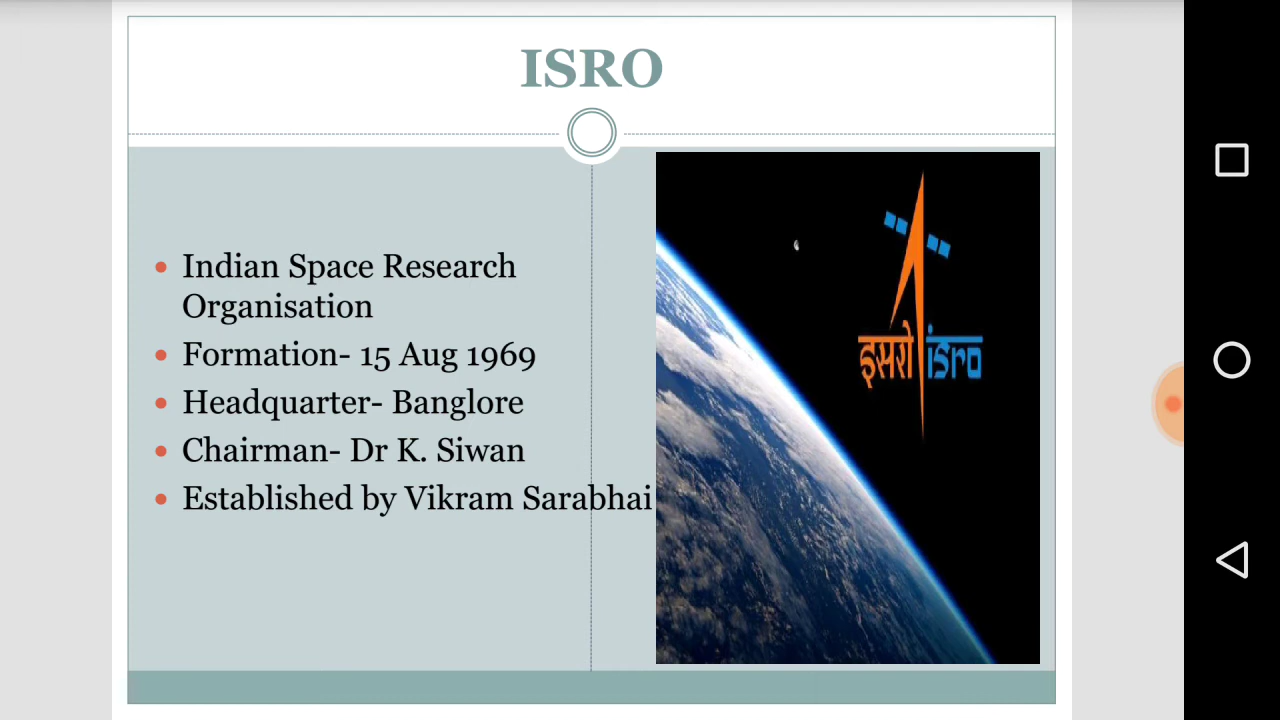 ISRO
Indian Space Research
Organisation
Formation- 15 Aug 1969
Headquarter- Banglore
Chairman- Dr K. Siwan
Established by Vikram Sarabhai
इसरो isro